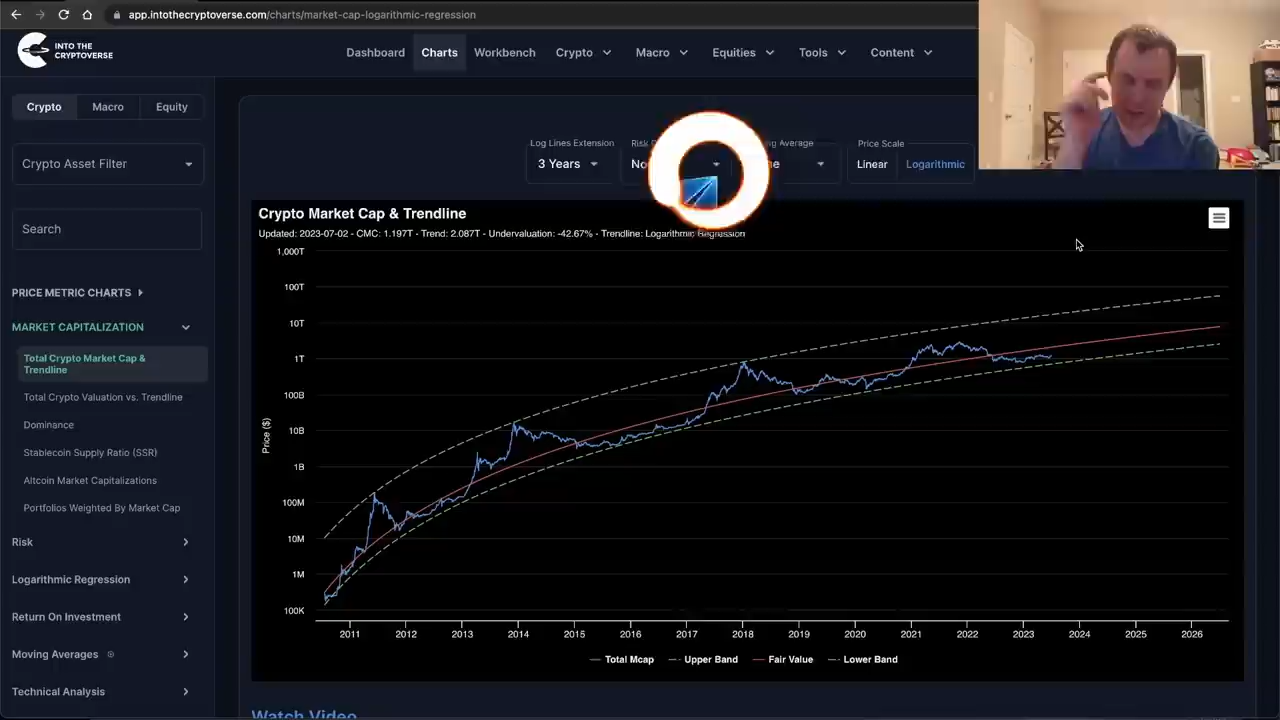 app.intothecryptoverse.com/charts/market-cap-logarithmic-regression
INTO THE
CRYPTOVERSE
Dashboard
Charts
Workbench
Crypto
Macro
Equities
Tools
Content
Crypto
Macro
Equity
Crypto Asset Filter
Search
PRICE METRIC CHARTS
MARKET CAPITALIZATION
Total Crypto Market Cap &
Trendline
Total Crypto Valuation vs. Trendline
Dominance
Stablecoin Supply Ratio (SSR)
Altcoin Market Capitalizations
Portfolios Weighted By Market Cap
Risk
Logarithmic Regression
Return On Investment
Moving Averages
Technical Analysis
Log Lines Extension
3 Years
Risk
Average
Price Scale
Linear
Logarithmic
Crypto Market Cap & Trendline
Updated: 2023-07-02 - CMC: 1.197T - Trend: 2.087T - Undervaluation: -42.67% - Trendline: Logarithmic Regression
1,000T
100T
10T
1T
100B
10B
1B
100M
10M
1M
100K
Price ($)
2011
2012
2013
2014
2015
2016
2017
2018
2019
2020
2021
2022
2023
2024
2025
2026
Total Mcap
Upper Band
Fair Value
Lower Band
Watch Video